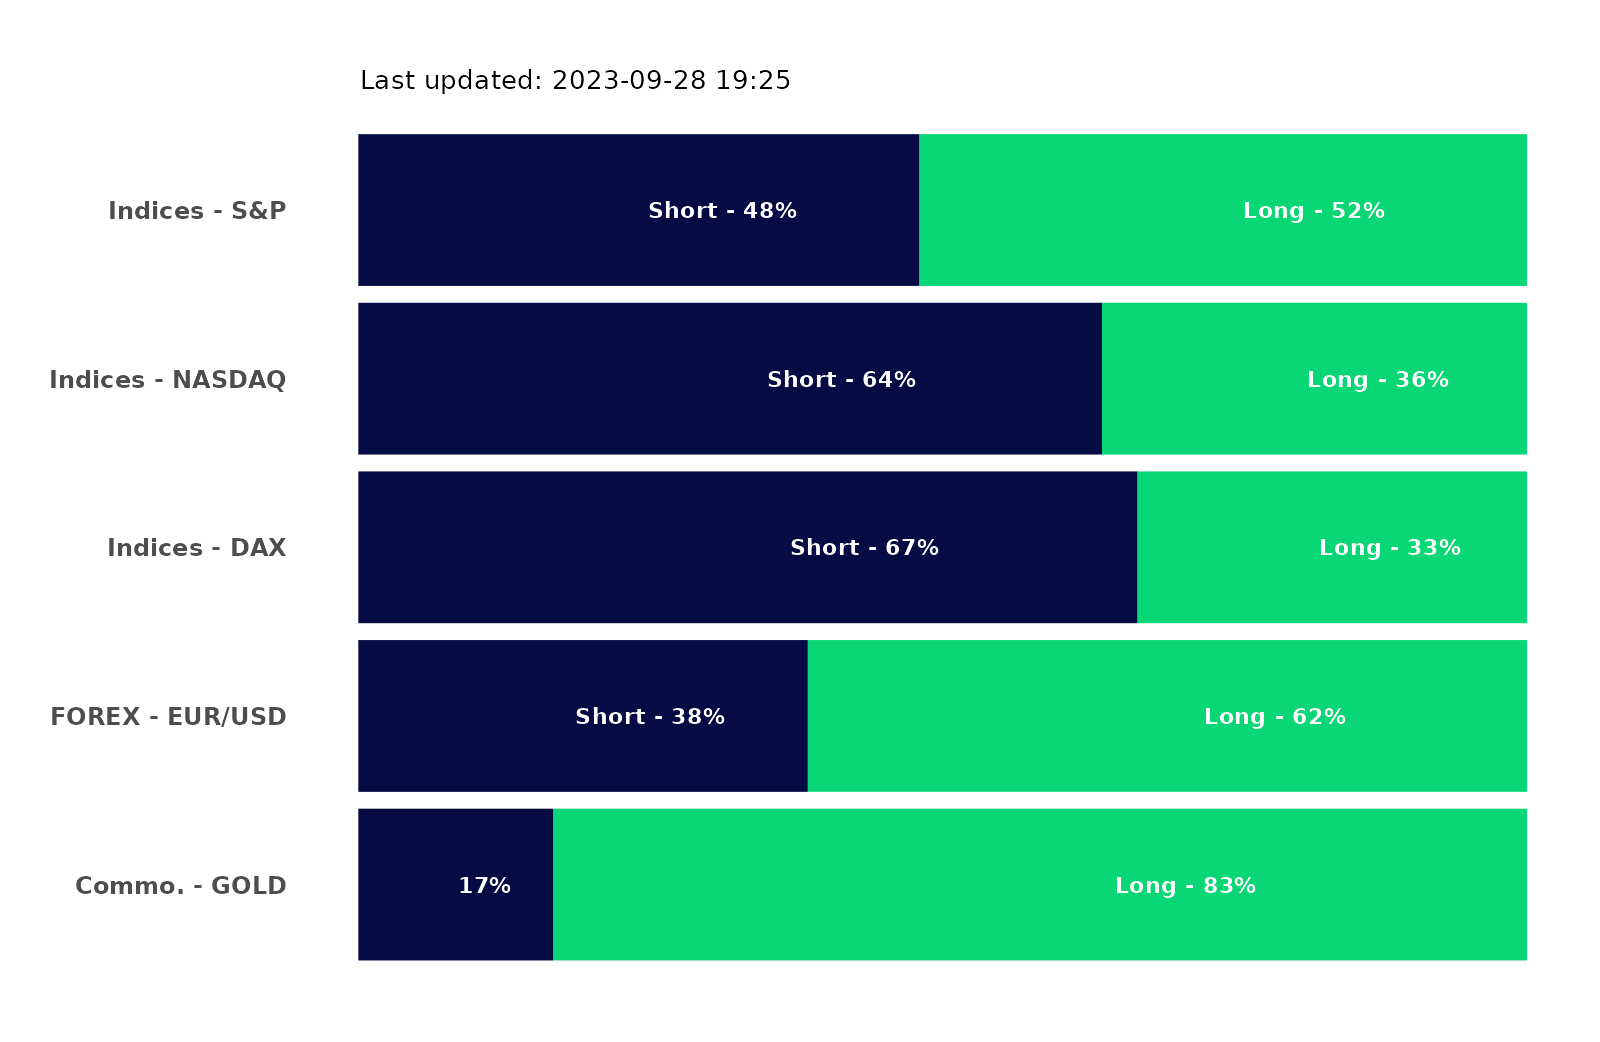 Last updated: 2023-09-28 19:25
Indices - S&P Short - 48% Long - 52%
Indices - NASDAQ Short - 64% Long - 36%
Indices - DAX Short - 67% Long - 33%
FOREX - EUR/USD Short - 38% Long - 62%
Commo. - GOLD 17% Long - 83%